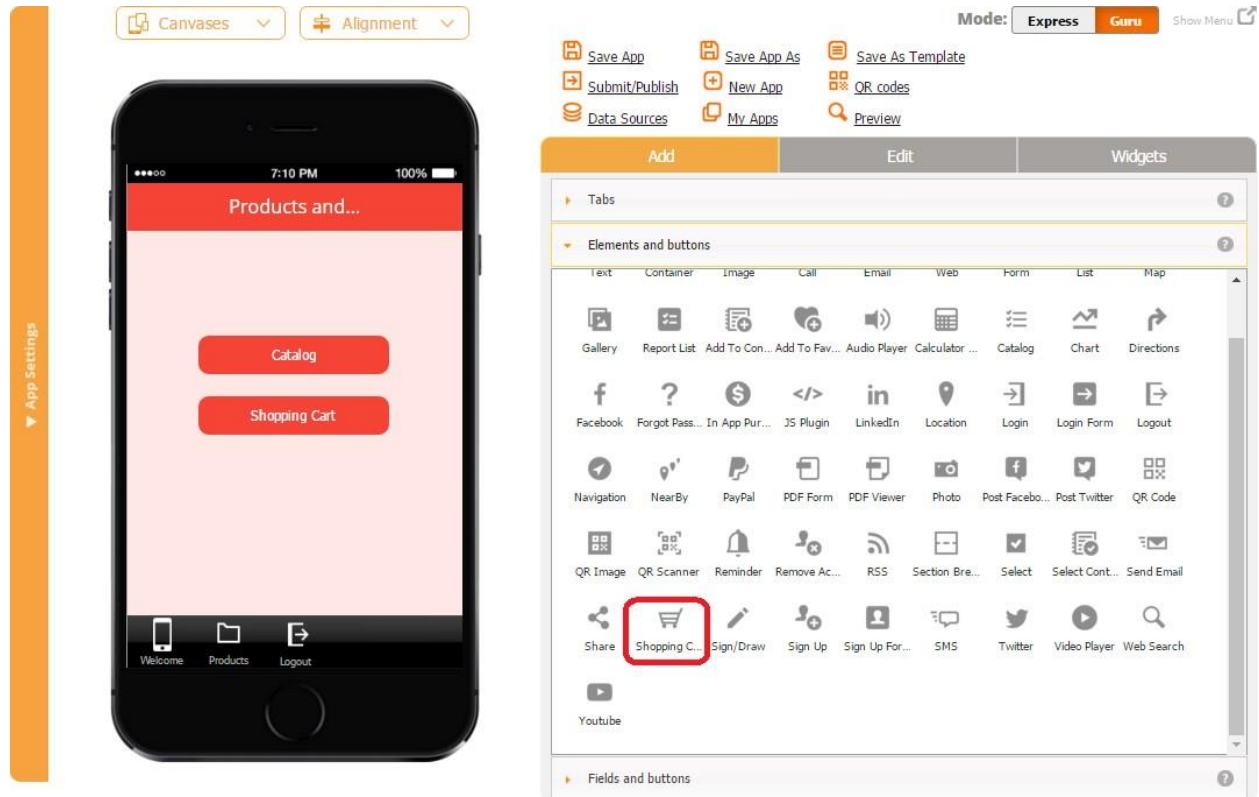 Canvases
Alignment
Mode: Express Guru Show Menu
Save App Save App As Save As Template
Submit/Publish New App QR codes
Data Sources My Apps Preview
Add Edit Widgets
Tabs
Elements and buttons
Text Container Image Call Email Web Form List Map
Gallery Report List Add To Con... Add To Fav... Audio Player Calculator ... Catalog Chart Directions
Facebook Forgot Pass... In App Pur... JS Plugin LinkedIn Location Login Login Form Logout
Navigation NearBy PayPal PDF Form PDF Viewer Photo Post Facebo... Post Twitter QR Code
QR Image QR Scanner Reminder Remove Ac... RSS Section Bre... Select Select Cont... Send Email
Share Shopping C... Sign/Draw Sign Up Sign Up For... SMS Twitter Video Player Web Search
Youtube
Fields and buttons
App Settings
7:10 PM 100%
Products and...
Catalog
Shopping Cart
Welcome Products Logout